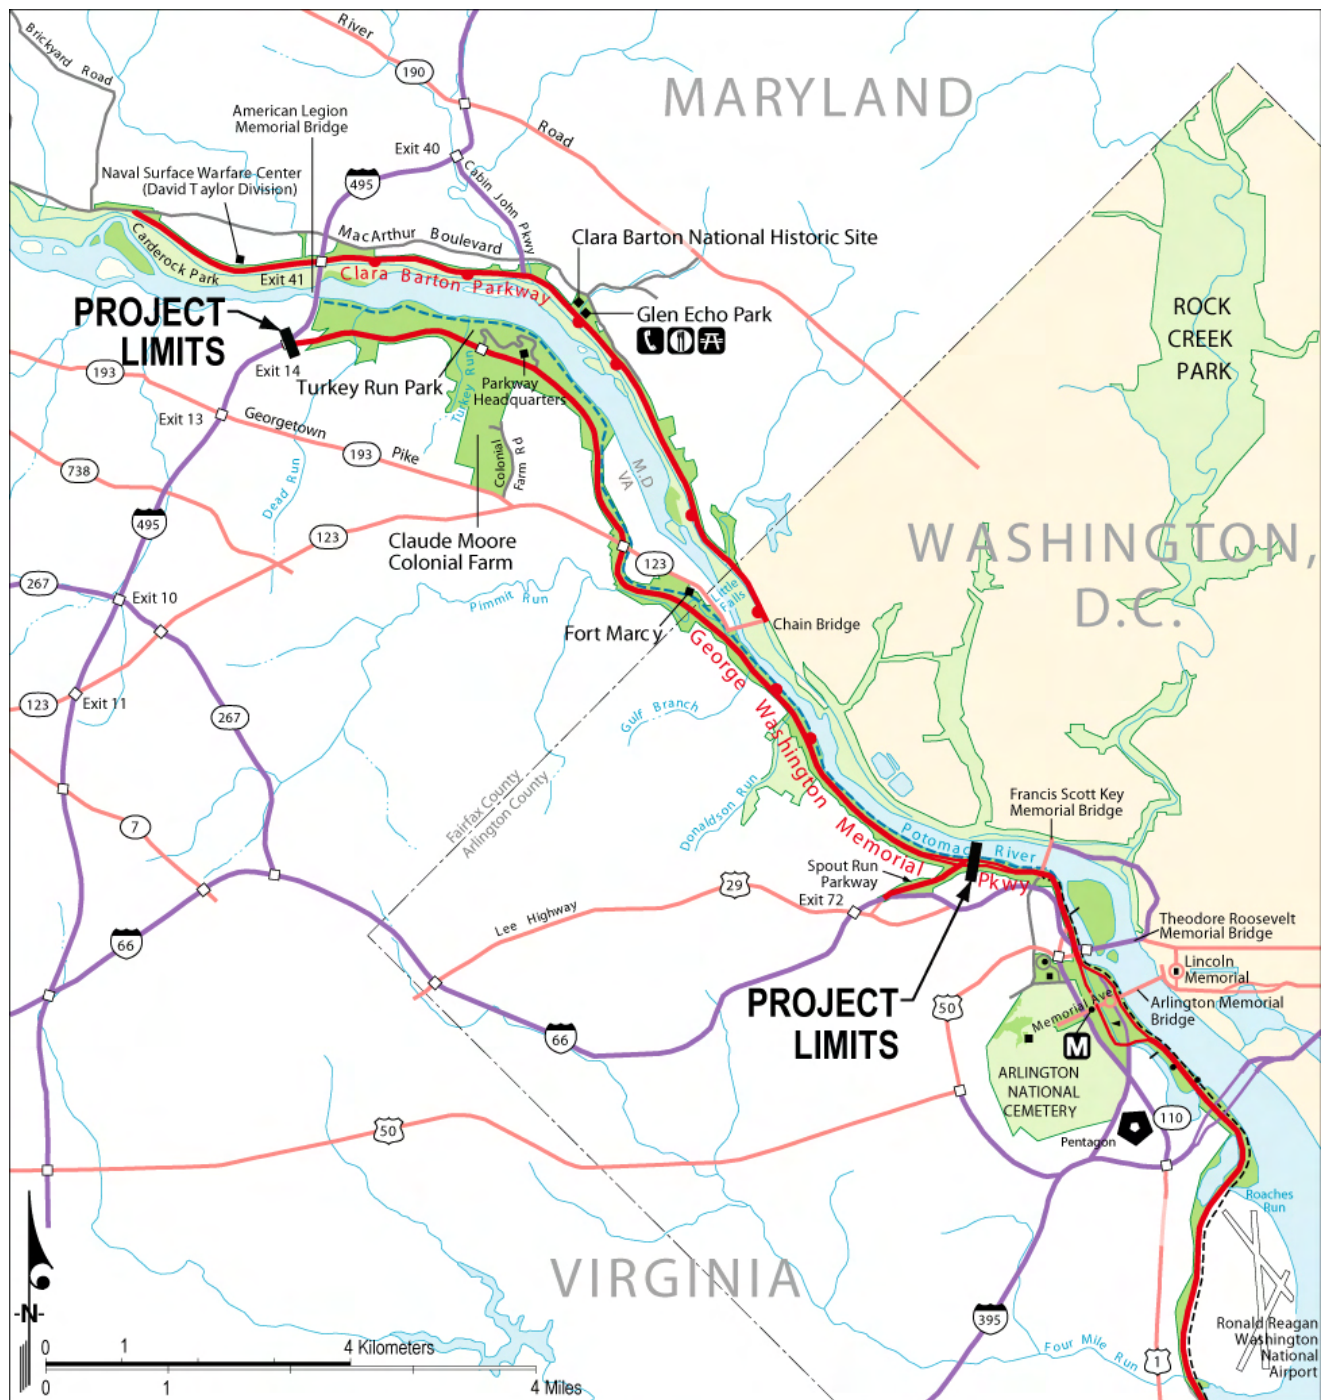 River
Brickyard Road
190
MARYLAND
American Legion
Memorial Bridge
Road
Exit 40
Naval Surface Warfare Center
(David Taylor Division)
495
Cabin John Pkwy
MacArthur Boulevard
Clara Barton National Historic Site
Carderock Park
Exit 41
Clara Barton Parkway
PROJECT
LIMITS
Glen Echo Park
ROCK
CREEK
PARK
Exit 14
193
Turkey Run Park
Turkey Run
Parkway
Headquarters
Exit 13
Georgetown
193
Pike
Colonial
Farm Rd
M.D
VA
738
Dead Run
495
123
Claude Moore
Colonial Farm
123
WASHINGTON,
D.C.
267
Exit 10
Pimmit Run
Little
Falls
Chain Bridge
Fort Marcy
George Washington Memorial Pkwy
123
Exit 11
267
Gulf Branch
Fairfax County
Arlington County
Donaldson Run
7
Francis Scott Key
Memorial Bridge
Potomac River
Spout Run
Parkway
29
Exit 72
Lee Highway
66
Theodore Roosevelt
Memorial Bridge
Lincoln
Memorial
PROJECT
LIMITS
50
Memorial Ave
Arlington Memorial
Bridge
66
M
ARLINGTON
NATIONAL
CEMETERY
110
50
Pentagon
Roaches
Run
VIRGINIA
-N-
395
Ronald Reagan
Washington
National
Airport
Four Mile Run
1
0 1 4 Kilometers
0 1 4 Miles